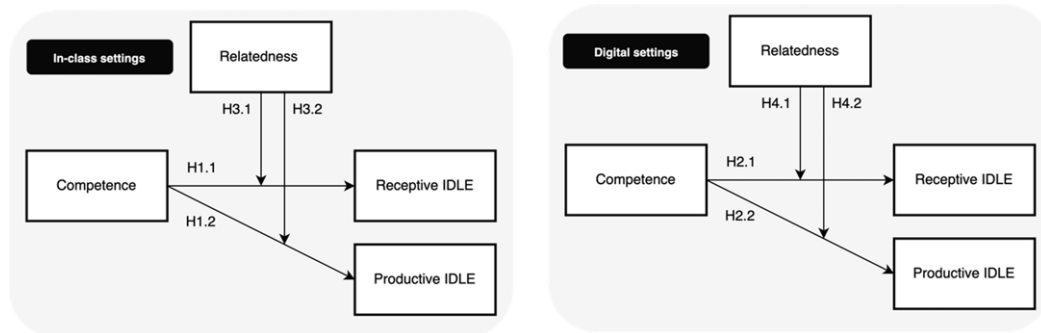 In-class settings
Relatedness
H3.1
H3.2
Competence
H1.1
H1.2
Receptive IDLE
Productive IDLE
Digital settings
Relatedness
H4.1
H4.2
Competence
H2.1
H2.2
Receptive IDLE
Productive IDLE